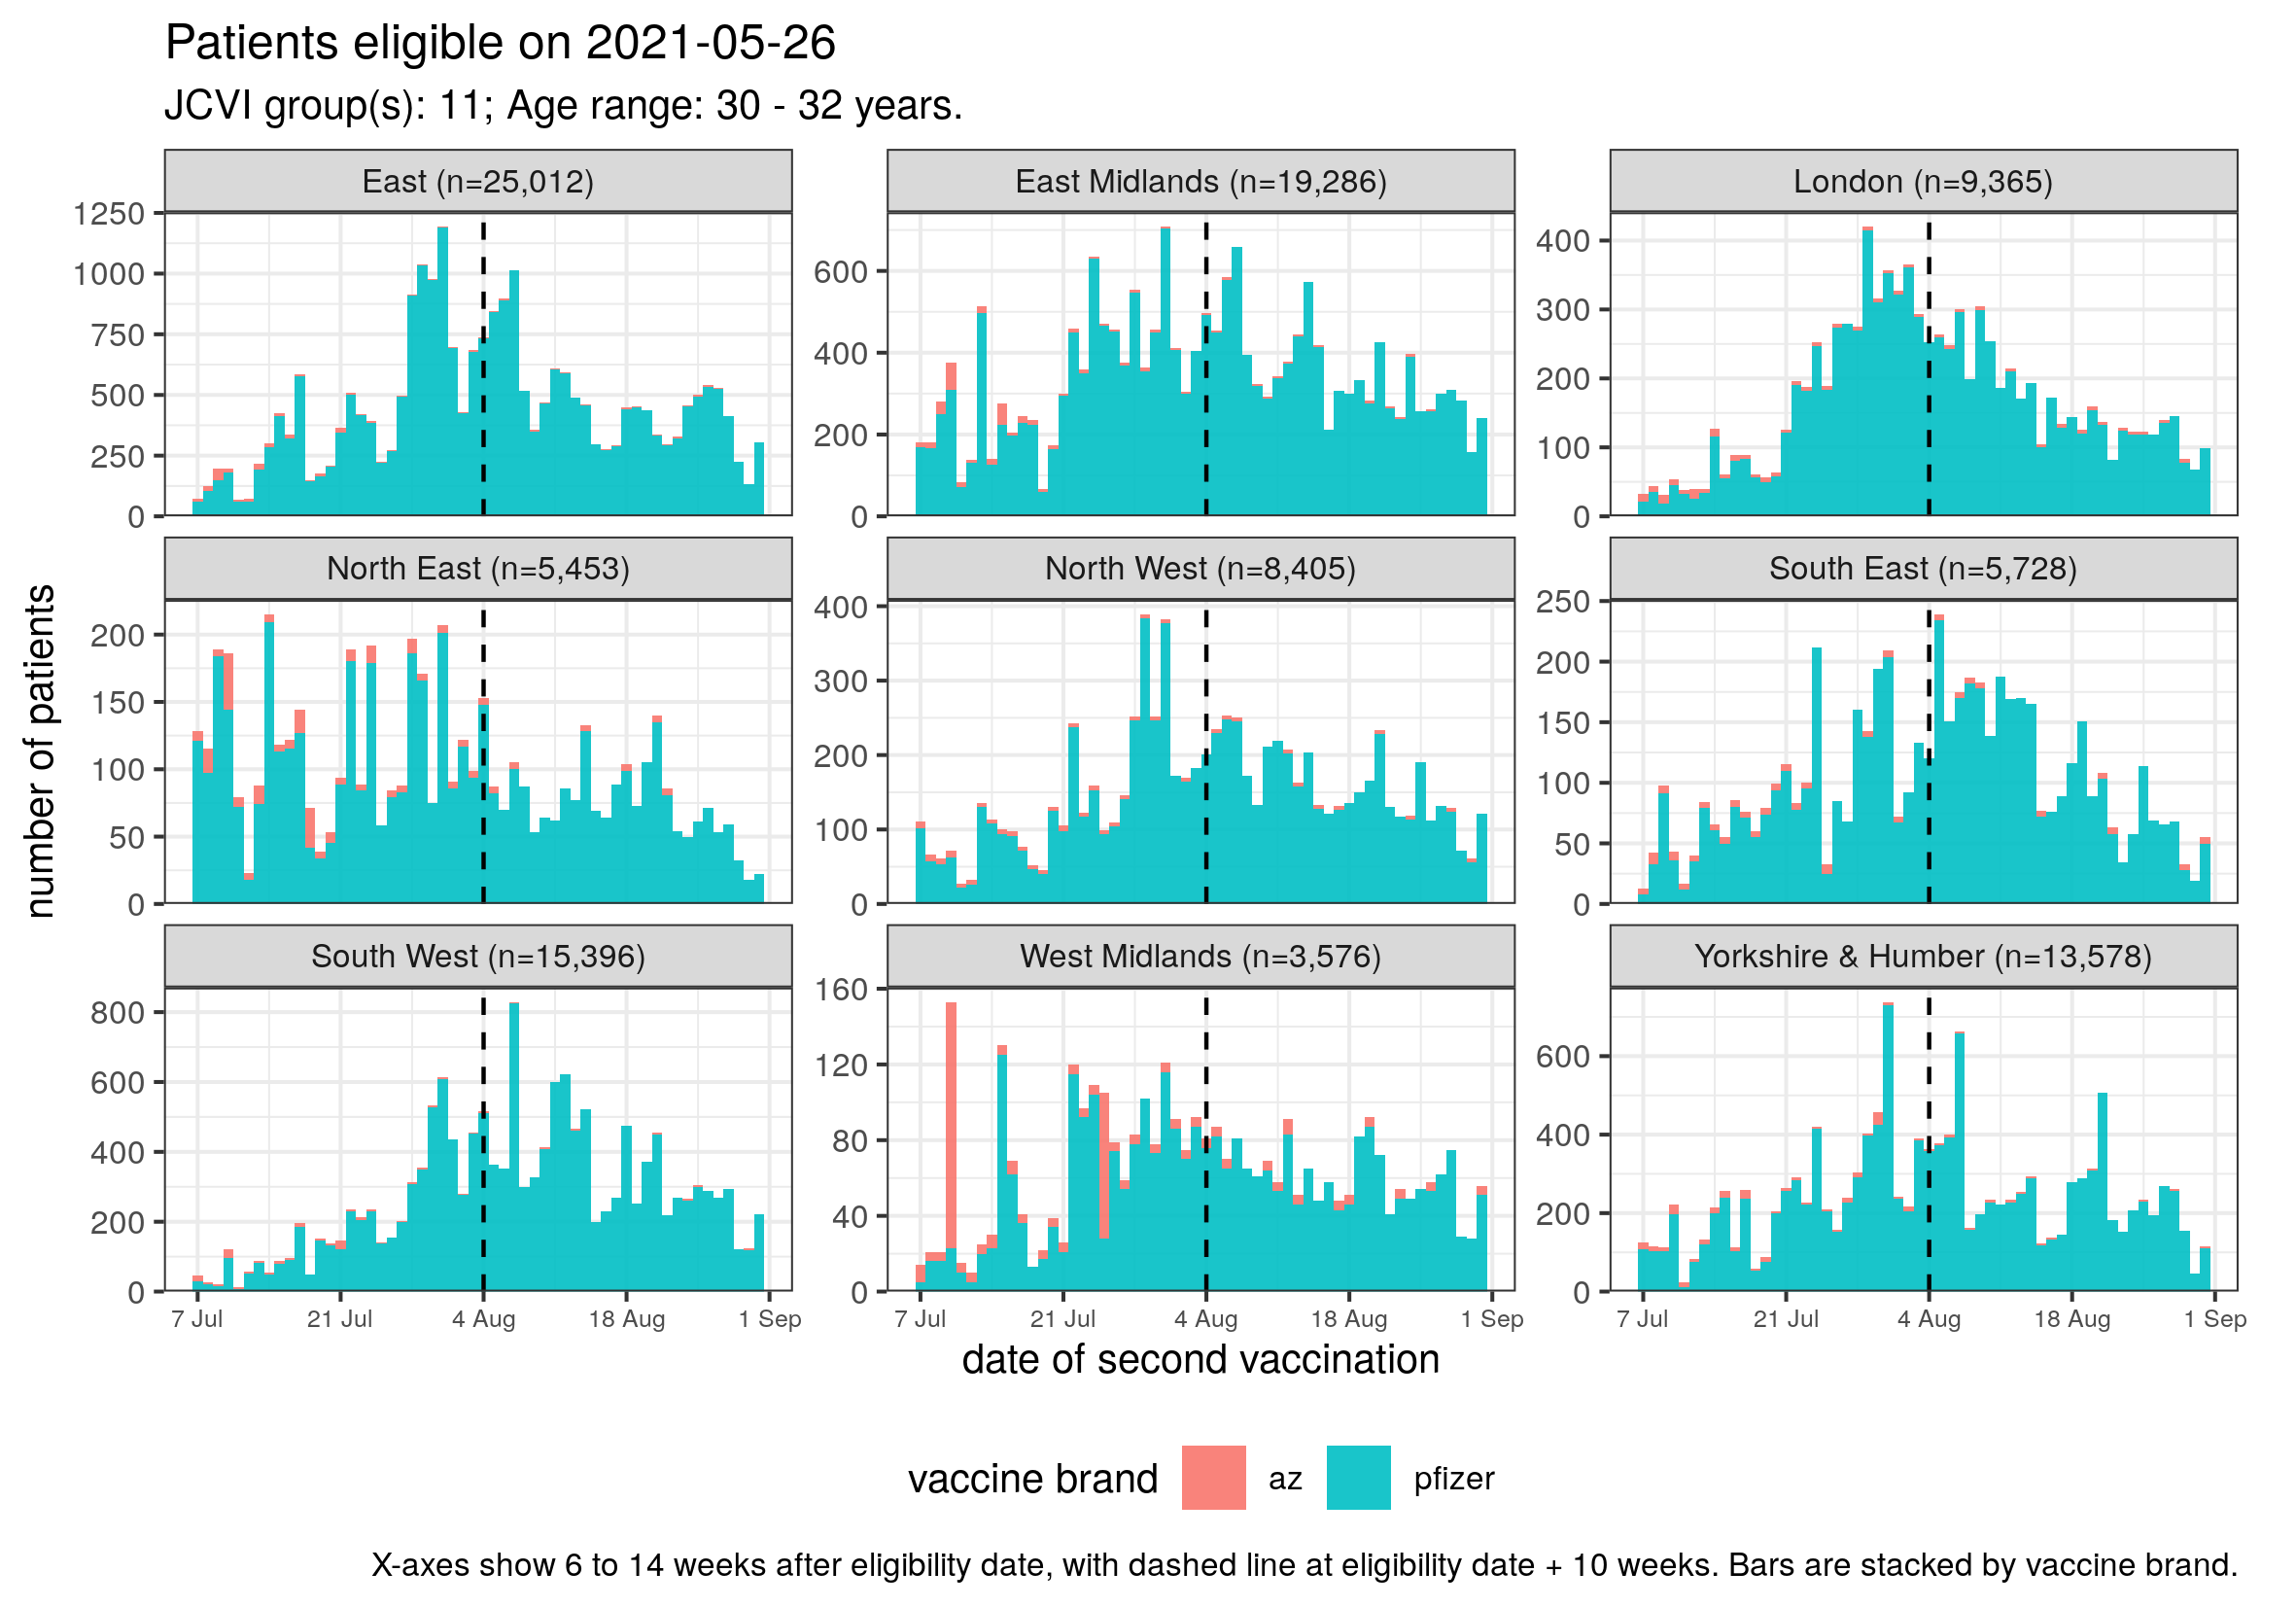 Patients eligible on 2021-05-26
JCVI group(s): 11; Age range: 30 - 32 years.
East (n=25,012)
East Midlands (n=19,286)
London (n=9,365)
1250
1000
750
500
250
0
600
400
200
0
400
300
200
100
0
North East (n=5,453)
North West (n=8,405)
South East (n=5,728)
200
150
100
50
0
400
300
200
100
0
250
200
150
100
50
0
South West (n=15,396)
West Midlands (n=3,576)
Yorkshire & Humber (n=13,578)
800
600
400
200
0
160
120
80
40
0
600
400
200
0
7 Jul 21 Jul 4 Aug 18 Aug 1 Sep
7 Jul 21 Jul 4 Aug 18 Aug 1 Sep
7 Jul 21 Jul 4 Aug 18 Aug 1 Sep
number of patients
date of second vaccination
vaccine brand az pfizer
X-axes show 6 to 14 weeks after eligibility date, with dashed line at eligibility date + 10 weeks. Bars are stacked by vaccine brand.